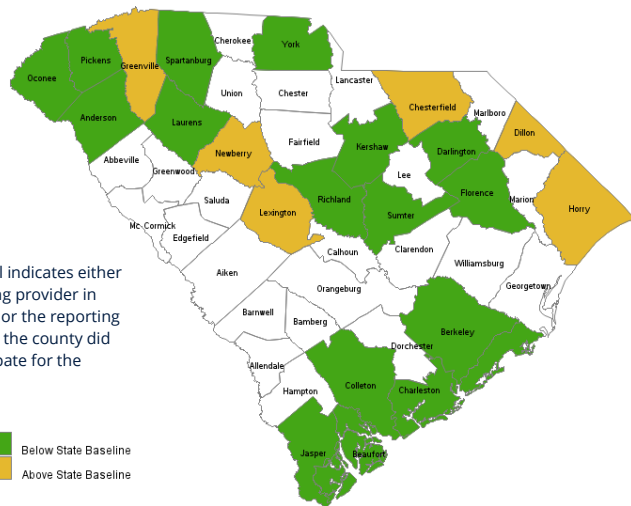 Cherokee
York
Spartanburg
Pickens
Greenville
Oconee
Lancaster
Union
Chester
Chesterfield
Marlboro
Anderson
Laurens
Dillon
Fairfield
Kershaw
Darlington
Newberry
Abbeville
Greenwood
Lee
Florence
Marion
Saluda
Richland
Horry
Lexington
Sumter
Mc Cormick
Edgefield
Calhoun
Clarendon
Williamsburg
Aiken
l indicates either
ng provider in
Orangeburg
Georgetown
or the reporting
Barnwell
Bamberg
the county did
Berkeley
pate for the
Dorchester
Allendale
Colleton
Charleston
Hampton
Jasper
Beaufort
Below State Baseline
Above State Baseline